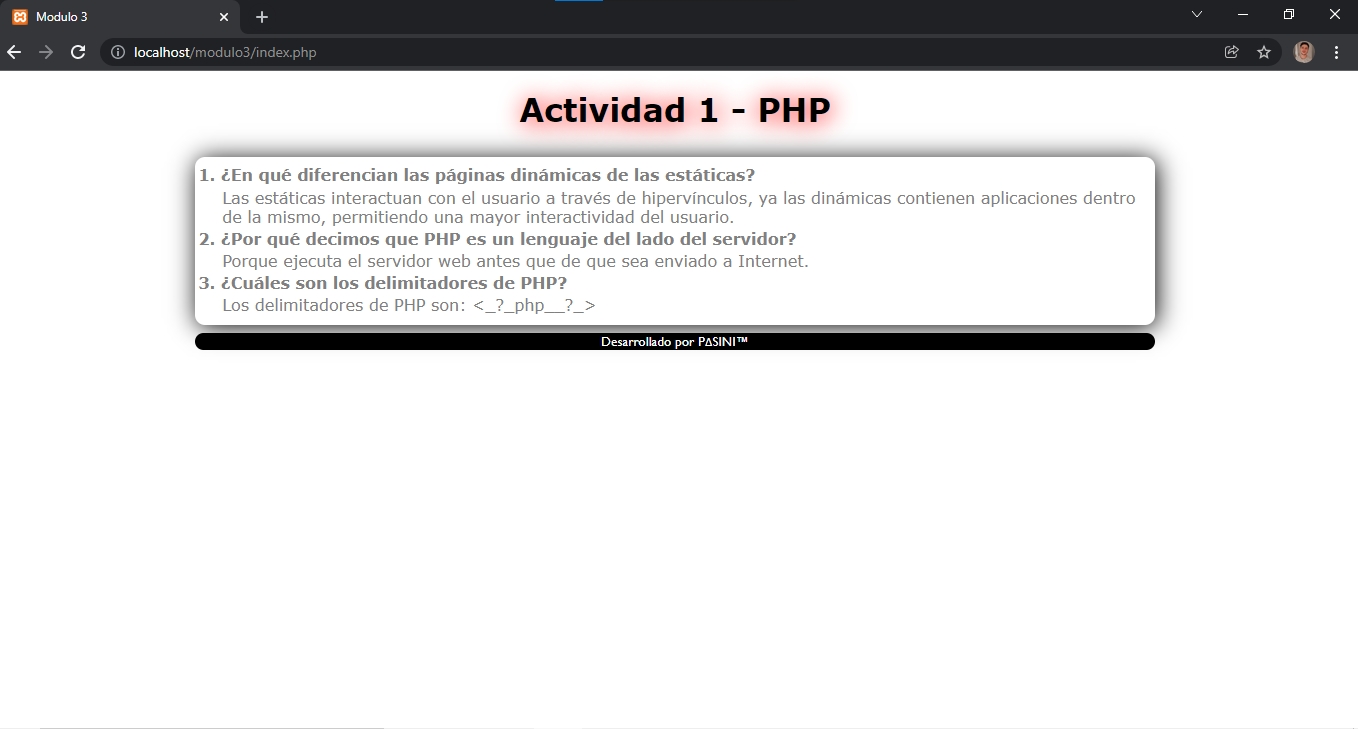 Modulo 3
localhost/modulo3/index.php
Actividad 1 - PHP
1. ¿En qué diferencian las páginas dinámicas de las estáticas?
Las estáticas interactuan con el usuario a través de hipervínculos, ya las dinámicas contienen aplicaciones dentro
de la mismo, permitiendo una mayor interactividad del usuario.
2. ¿Por qué decimos que PHP es un lenguaje del lado del servidor?
Porque ejecuta el servidor web antes que de que sea enviado a Internet.
3. ¿Cuáles son los delimitadores de PHP?
Los delimitadores de PHP son: <_?_php__?_>
Desarrollado por P∆SINI™